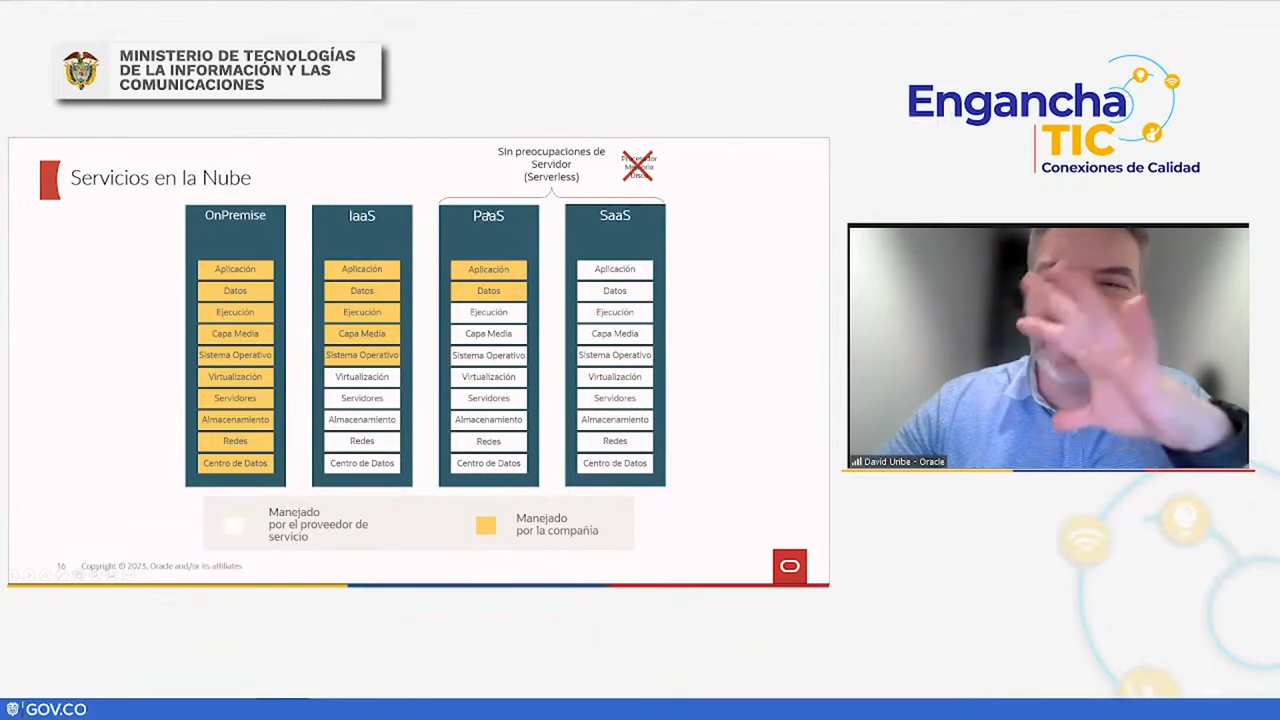 MINISTERIO DE TECNOLOGÍAS
DE LA INFORMACIÓN Y LAS
COMUNICACIONES
Engancha
TIC
Conexiones de Calidad
Servicios en la Nube
Sin preocupaciones de
Servidor
(Serverless)
Procesador
Memoria
Disco
OnPremise
Aplicación
Datos
Ejecución
Capa Media
Sistema Operativo
Virtualización
Servidores
Almacenamiento
Redes
Centro de Datos
IaaS
Aplicación
Datos
Ejecución
Capa Media
Sistema Operativo
Virtualización
Servidores
Almacenamiento
Redes
Centro de Datos
PaaS
Aplicación
Datos
Ejecución
Capa Media
Sistema Operativo
Virtualización
Servidores
Almacenamiento
Redes
Centro de Datos
SaaS
Aplicación
Datos
Ejecución
Capa Media
Sistema Operativo
Virtualización
Servidores
Almacenamiento
Redes
Centro de Datos
Manejado
por el proveedor de
servicio
Manejado
por la compañía
16 Copyright © 2023, Oracle and/or its affiliates
David Uribe - Oracle
GOV.CO